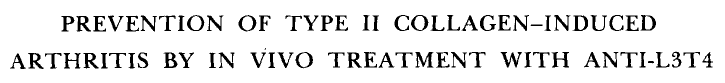 PREVENTION OF TYPE II COLLAGEN–INDUCED
ARTHRITIS BY IN VIVO TREATMENT WITH ANTI-L3T4